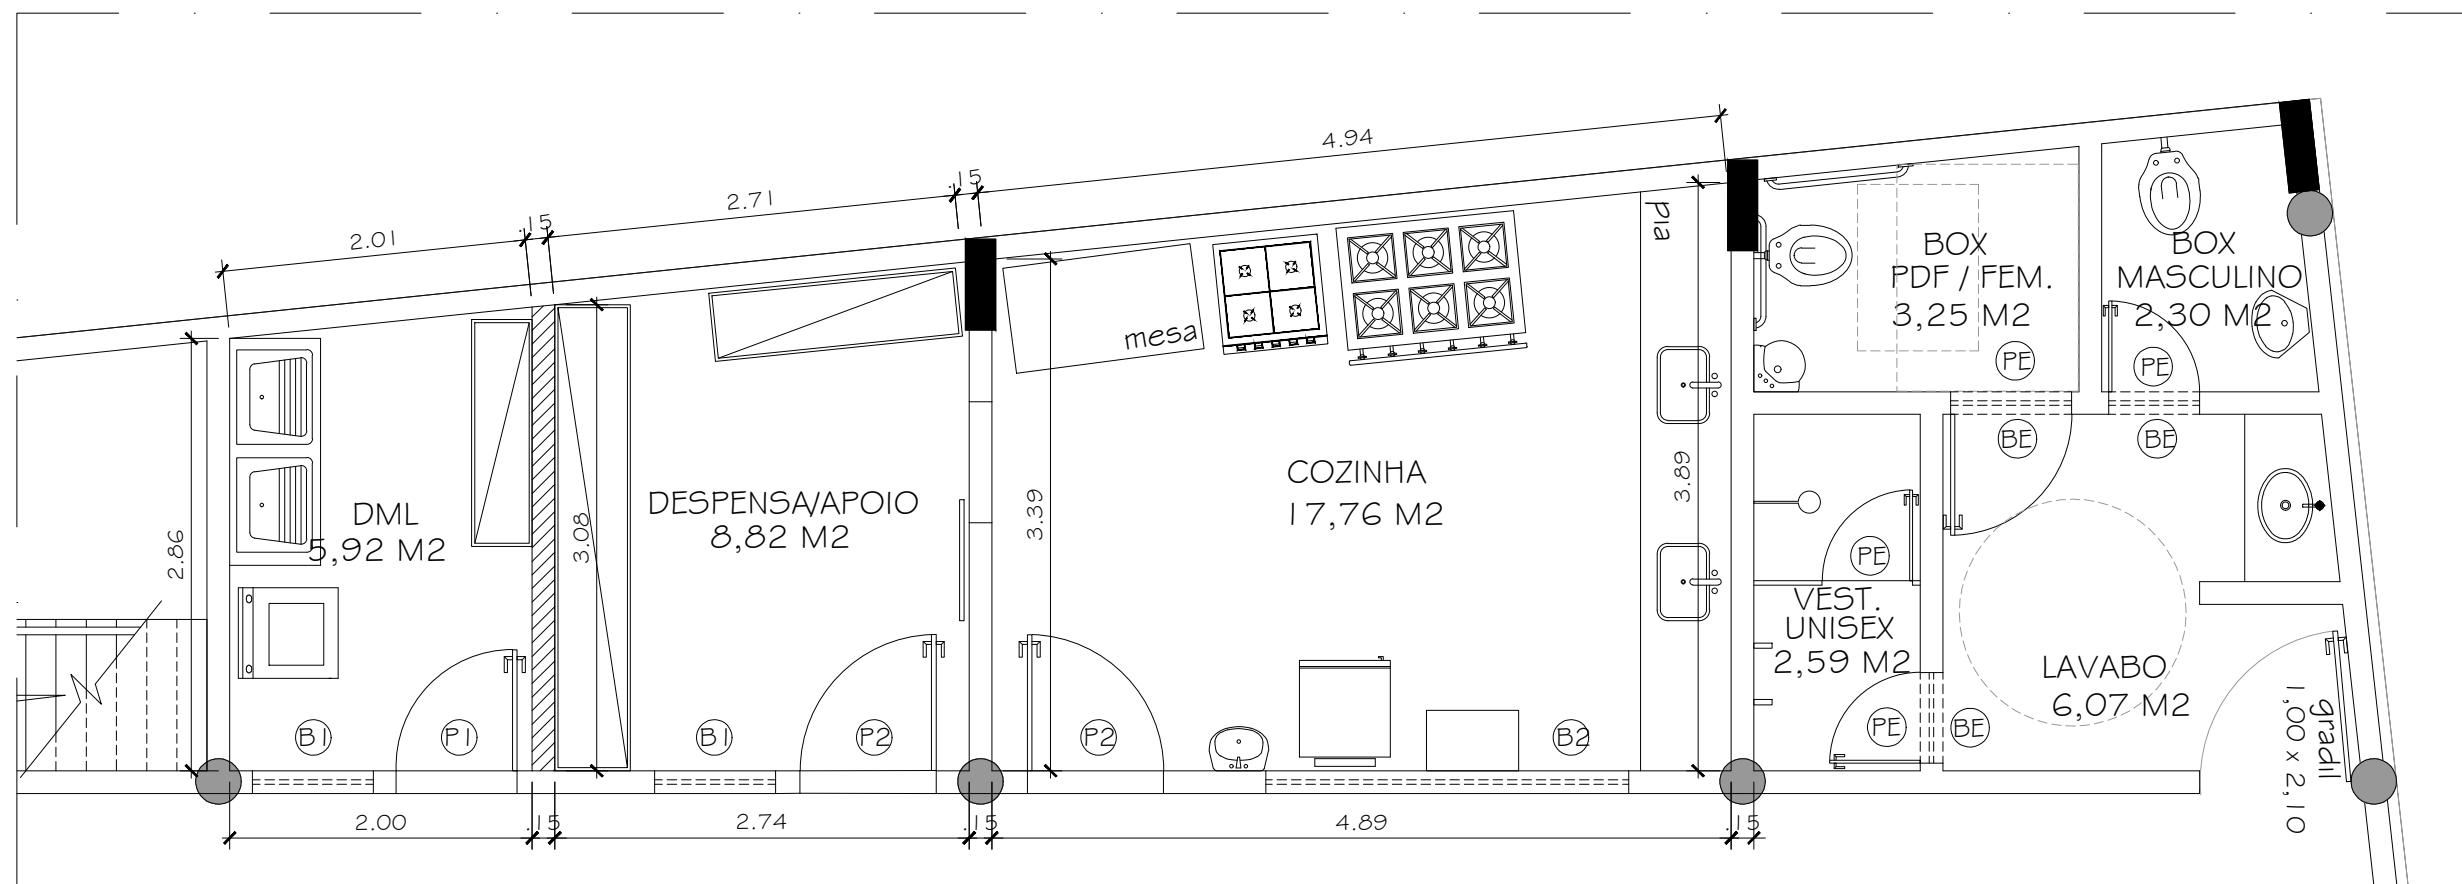 4.94
.15
2.71
.15
2.01
pia
BOX
PDF / FEM.
3,25 M2
PE
BE
BOX
MASCULINO
2,30 M2
PE
BE
mesa
2.86
DML
5,92 M2
3.08
DESPENSA/APOIO
8,82 M2
3.39
COZINHA
17,76 M2
3.89
PE
VEST.
UNISEX
2,59 M2
LAVABO
6,07 M2
gradil
1,00 x 2,10
B1
P1
B1
P2
P2
B2
PE
BE
2.00
.15
2.74
.15
4.89
.15